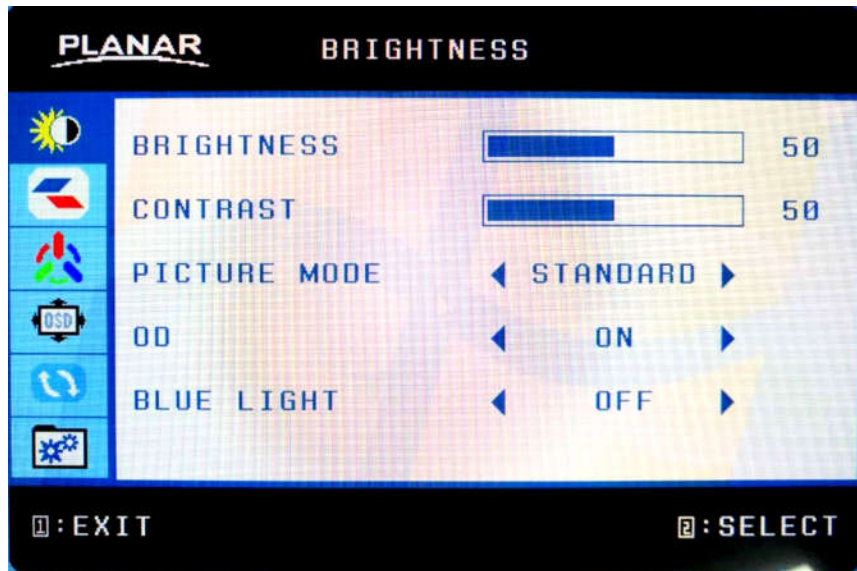 PLANAR BRIGHTNESS
BRIGHTNESS 50
CONTRAST 50
PICTURE MODE STANDARD
OD ON
OSD
BLUE LIGHT OFF
1:EXIT 2:SELECT